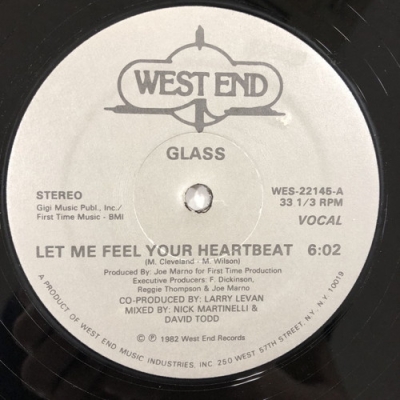 WEST END
GLASS
STEREO
Gigi Music Publ., Inc./
First Time Music - BMI
WES-22145-A
33 1/3 RPM
VOCAL
LET ME FEEL YOUR HEARTBEAT 6:02
(M. Cleveland - M. Wilson)
Produced By: Joe Marno for First Time Production
Executive Producers: F. Dickinson,
Reggie Thompson & Joe Marno
CO-PRODUCED BY: LARRY LEVAN
MIXED BY: NICK MARTINELLI &
DAVID TODD
© ℗ 1982 West End Records
A PRODUCT OF WEST END MUSIC INDUSTRIES, INC 250 WEST 57TH STREET, N.Y. N.Y. 10019